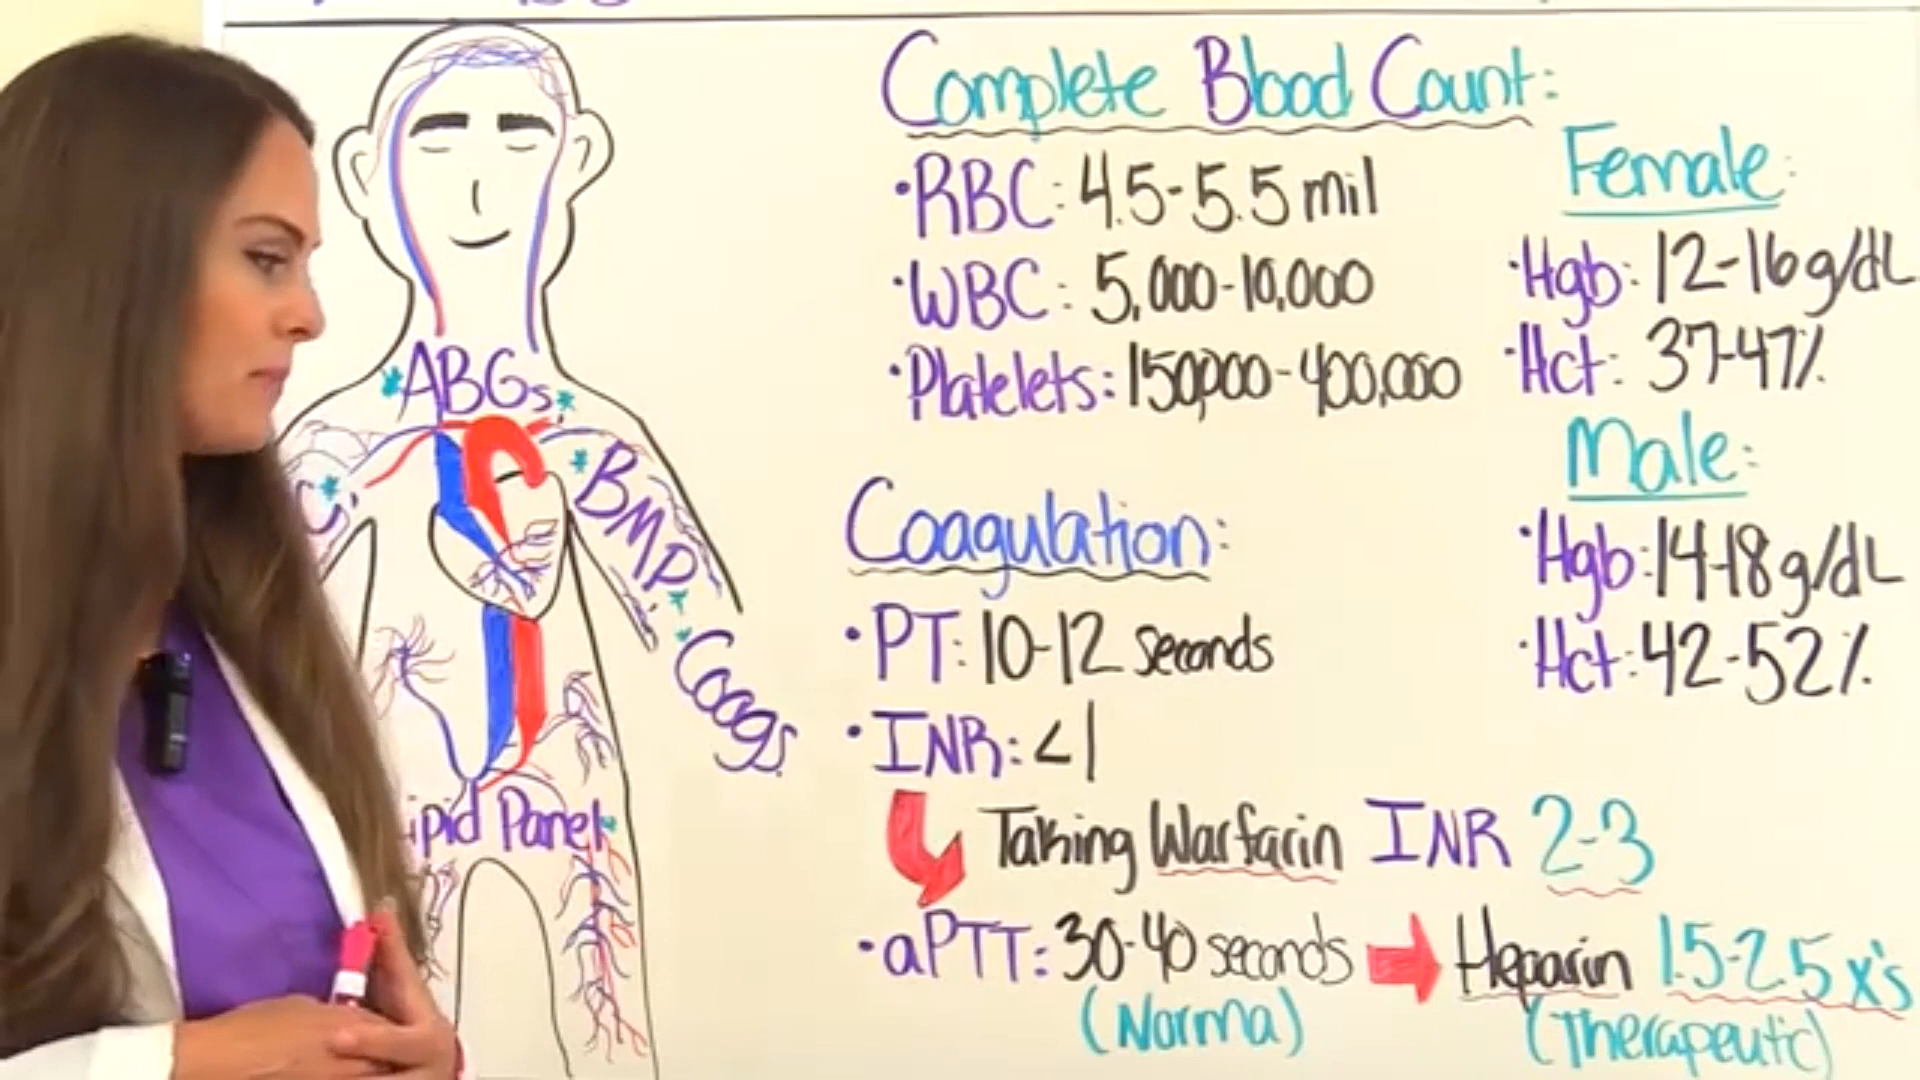 Complete Blood Count:
•RBC: 4.5-5.5 mil
•WBC: 5,000-10,000
•Platelets: 150,000-400,000
Female:
•Hgb: 12-16 g/dL
•Hct: 37-47%
Male:
•Hgb: 14-18 g/dL
•Hct: 42-52%
Coagulation:
•PT: 10-12 seconds
•INR: <1
Taking Warfarin INR 2-3
•aPTT: 30-40 seconds
(Norma)
Heparin 1.5-2.5 x's
(Therapeutic)
*ABGs*
*BMP*
*Coags
ipid Panel*